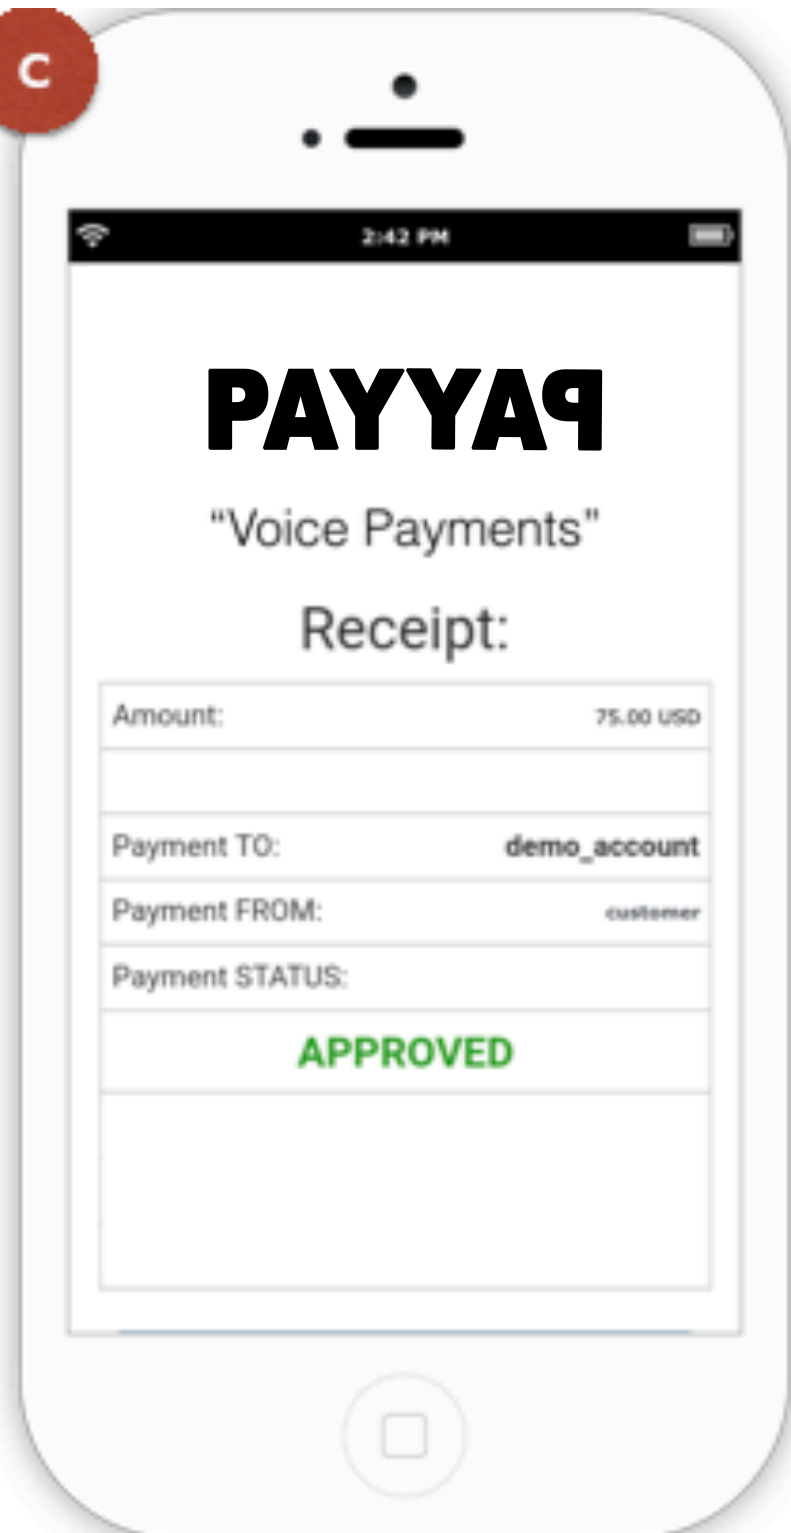 C
2:42 PM
PAYYAP
“Voice Payments”
Receipt:
Amount: 75.00 USD
Payment TO: demo_account
Payment FROM: customer
Payment STATUS:
APPROVED